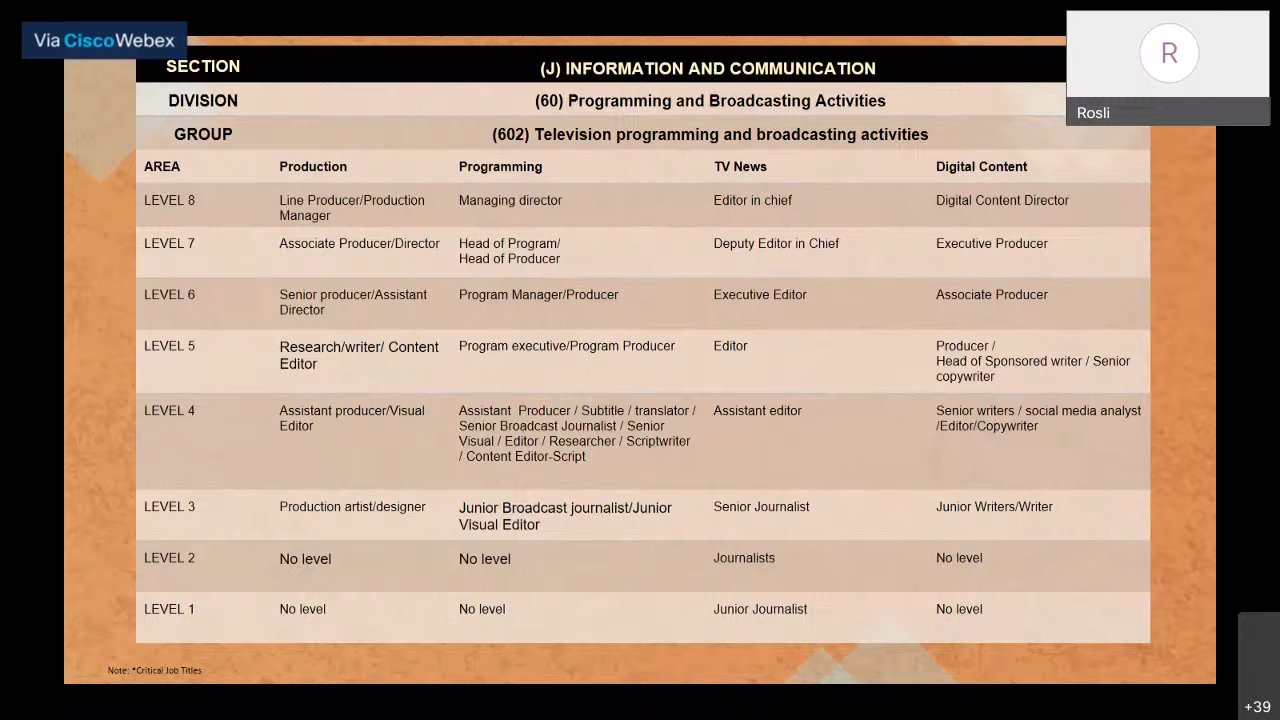 Via CiscoWebex
R
Rosli
SECTION (J) INFORMATION AND COMMUNICATION
DIVISION (60) Programming and Broadcasting Activities
GROUP (602) Television programming and broadcasting activities
AREA Production Programming TV News Digital Content
LEVEL 8 Line Producer/Production Managing director Editor in chief Digital Content Director
Manager
LEVEL 7 Associate Producer/Director Head of Program/ Deputy Editor in Chief Executive Producer
Head of Producer
LEVEL 6 Senior producer/Assistant Program Manager/Producer Executive Editor Associate Producer
Director
LEVEL 5 Research/writer/ Content Program executive/Program Producer Editor Producer /
Editor Head of Sponsored writer / Senior
copywriter
LEVEL 4 Assistant producer/Visual Assistant Producer / Subtitle / translator / Assistant editor Senior writers / social media analyst
Editor Senior Broadcast Journalist / Senior /Editor/Copywriter
Visual / Editor / Researcher / Scriptwriter
/ Content Editor-Script
LEVEL 3 Production artist/designer Junior Broadcast journalist/Junior Senior Journalist Junior Writers/Writer
Visual Editor
LEVEL 2 No level No level Journalists No level
LEVEL 1 No level No level Junior Journalist No level
Note: *Critical Job Titles
+39